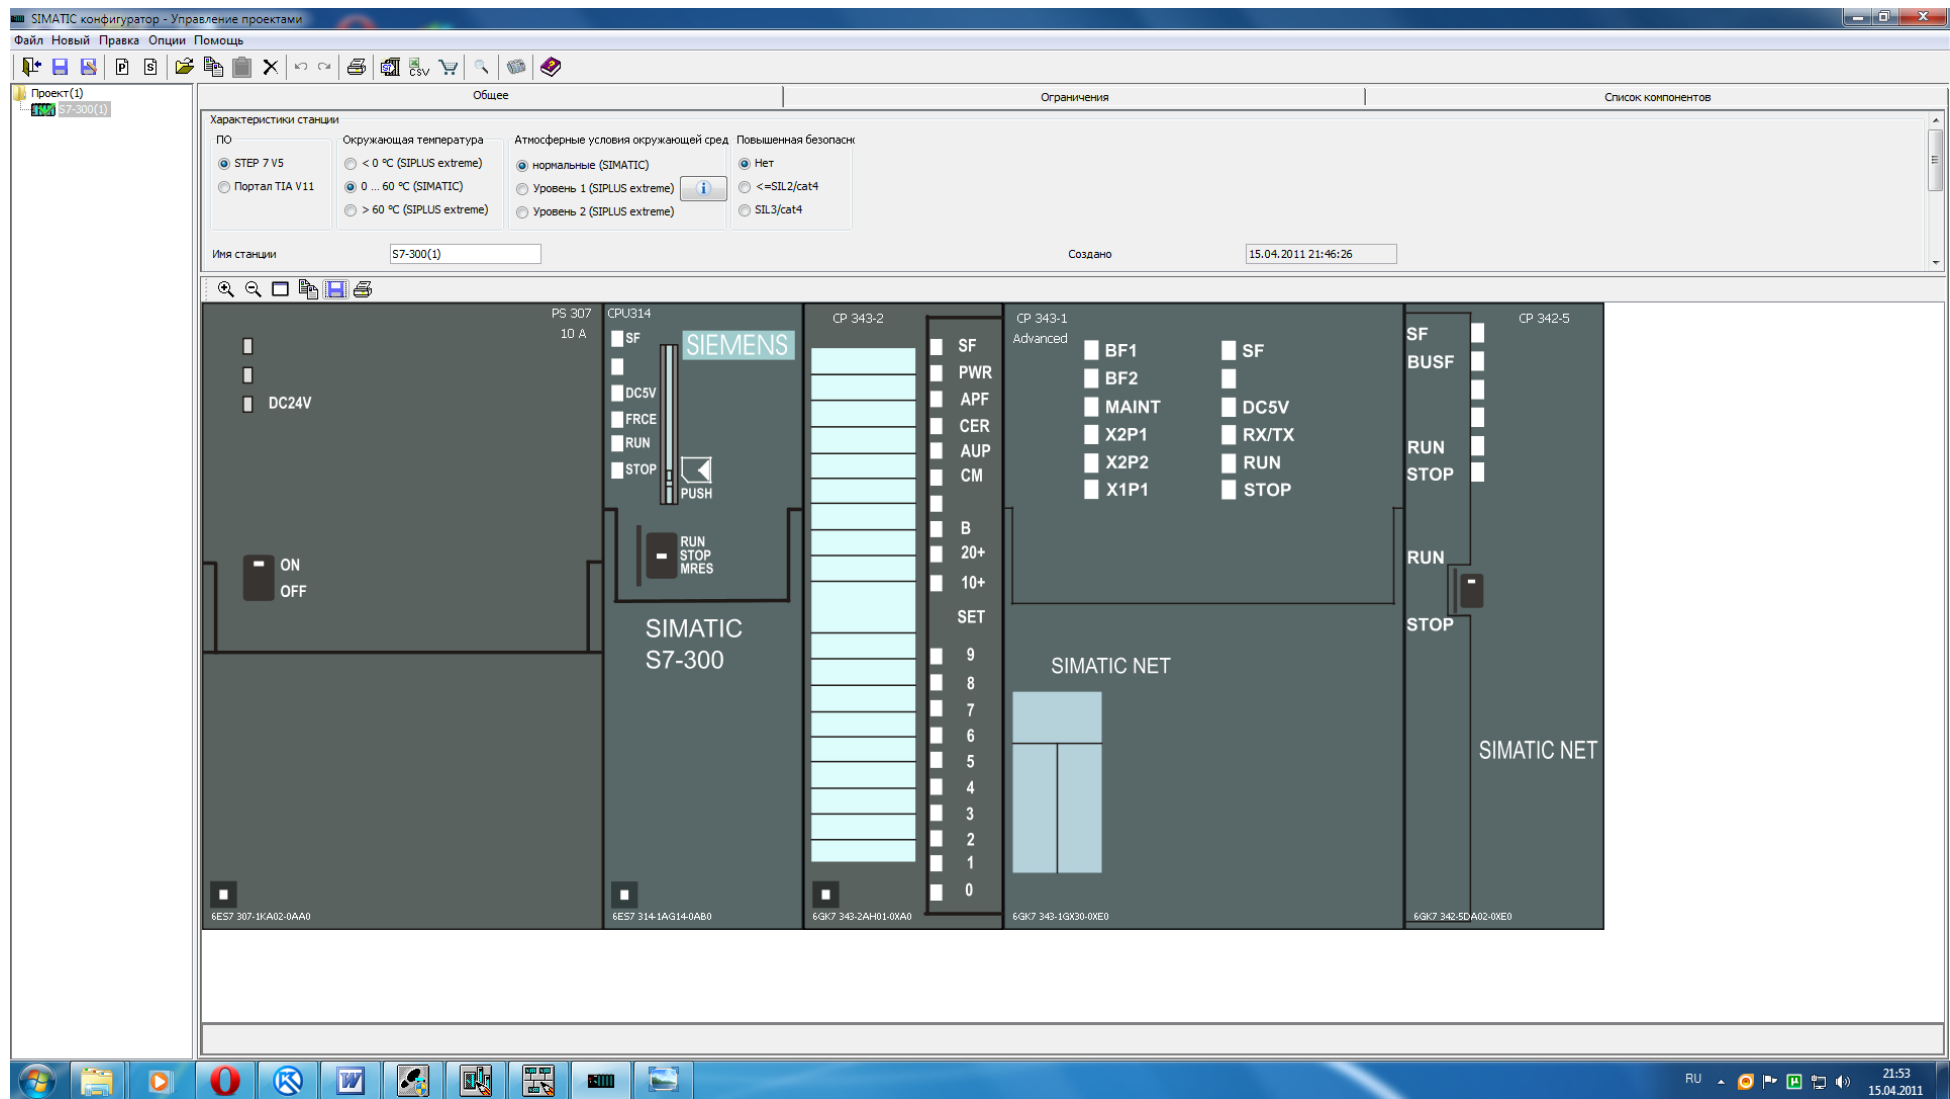 SIMATIC конфигуратор - Управление проектами
Файл Новый Правка Опции Помощь
P S CSV
Проект(1)
S7-300(1)
Общее Ограничения Список компонентов
Характеристики станции
ПО Окружающая температура Атмосферные условия окружающей сред Повышенная безопасн
STEP 7 V5 < 0 °C (SIPLUS extreme) нормальные (SIMATIC) Нет
Портал TIA V11 0 ... 60 °C (SIMATIC) Уровень 1 (SIPLUS extreme) i <=SIL2/cat4
> 60 °C (SIPLUS extreme) Уровень 2 (SIPLUS extreme) SIL3/cat4
Имя станции S7-300(1) Создано 15.04.2011 21:46:26
PS 307
10 A
DC24V
ON
OFF
6ES7 307-1KA02-0AA0
CPU314
SF
SIEMENS
DC5V
FRCE
RUN
STOP
PUSH
RUN
STOP
MRES
SIMATIC
S7-300
6ES7 314-1AG14-0AB0
CP 343-2
SF
PWR
APF
CER
AUP
CM
B
20+
10+
SET
9
8
7
6
5
4
3
2
1
0
6GK7 343-2AH01-0XA0
CP 343-1
Advanced
BF1 SF
BF2
MAINT DC5V
X2P1 RX/TX
X2P2 RUN
X1P1 STOP
SIMATIC NET
6GK7 343-1GX30-0XE0
CP 342-5
SF
BUSF
RUN
STOP
RUN
STOP
SIMATIC NET
6GK7 342-5DA02-0XE0
RU 21:53
15.04.2011